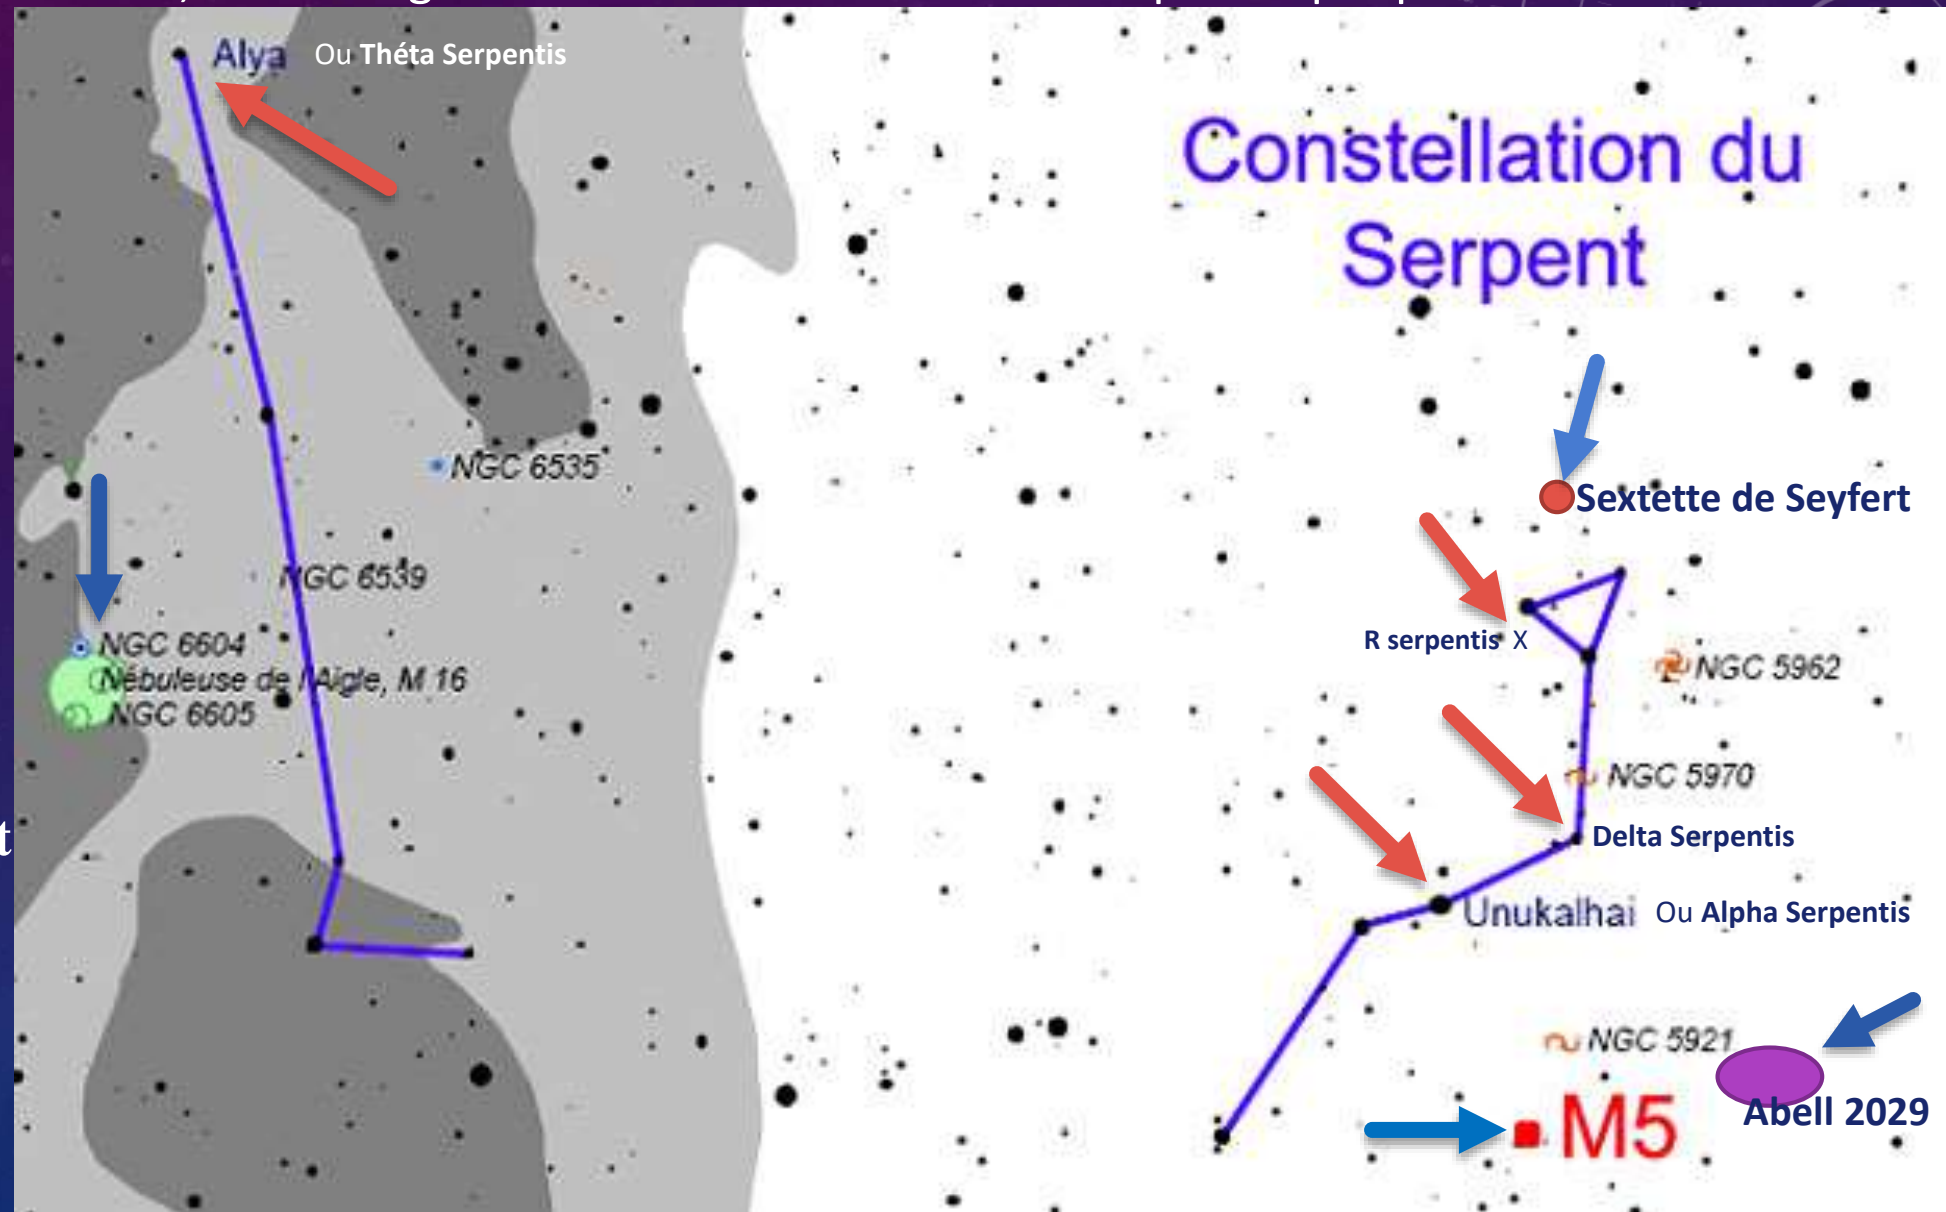 Alya Ou Théta Serpentis
Constellation du
Serpent
NGC 6535
Sextette de Seyfert
NGC 6539
R serpentis X
NGC 6604
Nébuleuse de l'Aigle, M 16
NGC 6605
NGC 5962
NGC 5970
Delta Serpentis
Unukalhai Ou Alpha Serpentis
NGC 5921
Abell 2029
M5
t